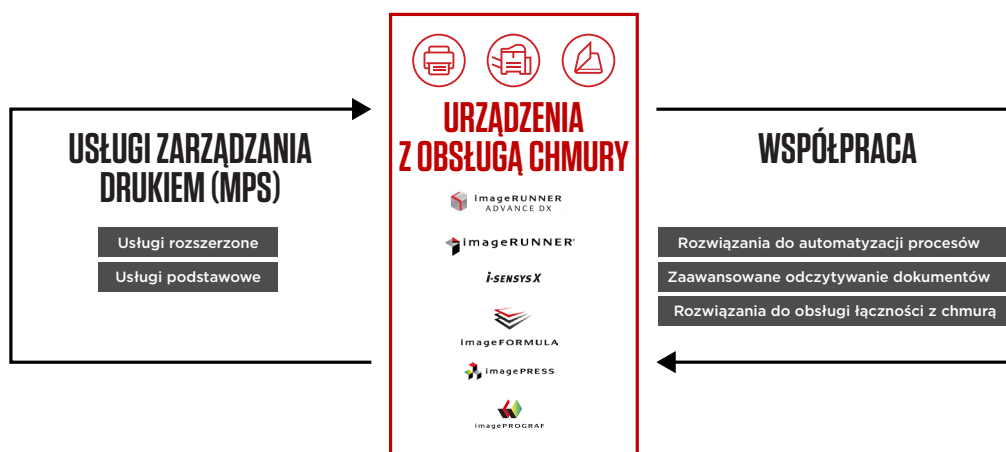 USŁUGI ZARZĄDZANIA
DRUKIEM (MPS)
Usługi rozszerzone
Usługi podstawowe
URZĄDZENIA
Z OBSŁUGĄ CHMURY
imageRUNNER
ADVANCE DX
imageRUNNER®
i-SENSYS X
imageFORMULA
imagePRESS
imagePROGRAF
WSPÓŁPRACA
Rozwiązania do automatyzacji procesów
Zaawansowane odczytywanie dokumentów
Rozwiązania do obsługi łączności z chmurą